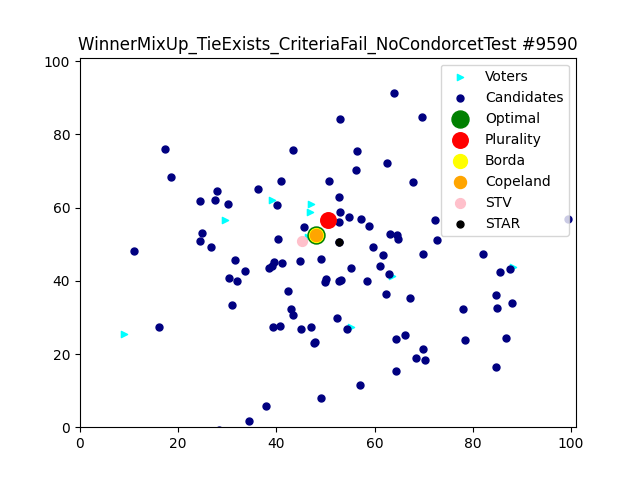 WinnerMixUp_TieExists_CriteriaFail_NoCondorcetTest #9590
100
80
60
40
20
0
0
20
40
60
80
100
Voters
Candidates
Optimal
Plurality
Borda
Copeland
STV
STAR